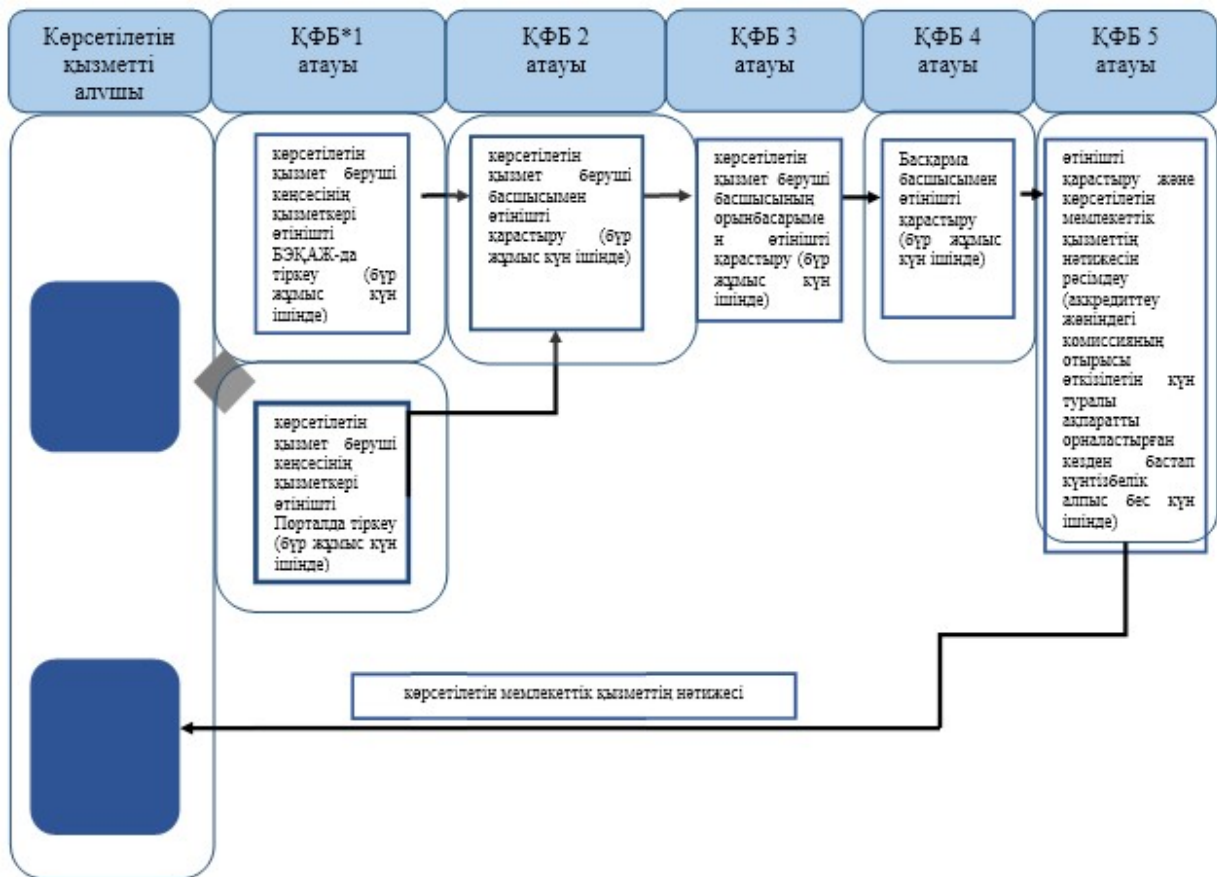 Көрсетілетін
қызметті
алушы
ҚФБ*1
атауы
ҚФБ 2
атауы
ҚФБ 3
атауы
ҚФБ 4
атауы
ҚФБ 5
атауы
көрсетілетін
қызмет беруші
кеңсесінің
қызметкері
өтінішті
БЭҚАЖ-да
тіркеу (бүр
жұмыс күн
ішінде)
көрсетілетін
қызмет беруші
басшысымен
өтінішті
қарастыру (бүр
жұмыс күн ішінде)
көрсетілетін
қызмет беруші
басшысының
орынбасарыме
н өтінішті
қарастыру (бүр
жұмыс күн
ішінде)
Басқарма
басшысымен
өтінішті
қарастыру
(бүр жұмыс
күн ішінде)
өтінішті
қарастыру және
көрсетілетін
мемлекеттік
қызметтің
нәтижесін
рәсімдеу
(аккредиттеу
жөніндегі
комиссияның
отырысы
өткізілетін күн
туралы
ақпаратты
орналастырған
кезден бастап
күнтізбелік
алпыс бес күн
ішінде)
көрсетілетін
қызмет беруші
кеңсесінің
қызметкері
өтінішті
Порталда тіркеу
(бүр жұмыс күн
ішінде)
көрсетілетін мемлекеттік қызметтің нәтижесі